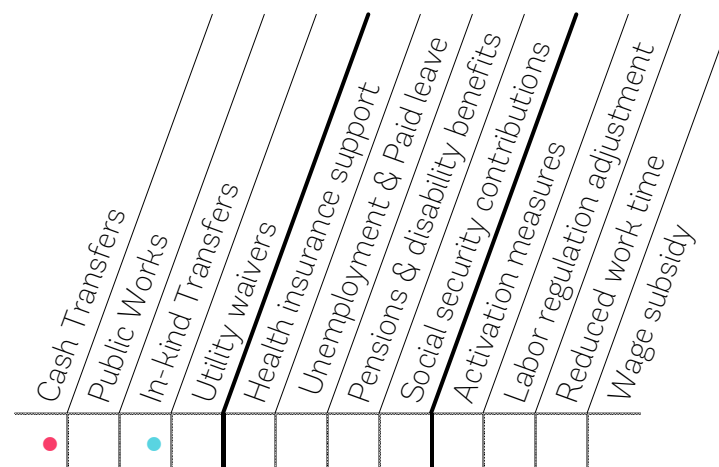 Cash Transfers
Public Works
In-kind Transfers
Utility waivers
Health insurance support
Unemployment & Paid leave
Pensions & disability benefits
Social security contributions
Activation measures
Labor regulation adjustment
Reduced work time
Wage subsidy